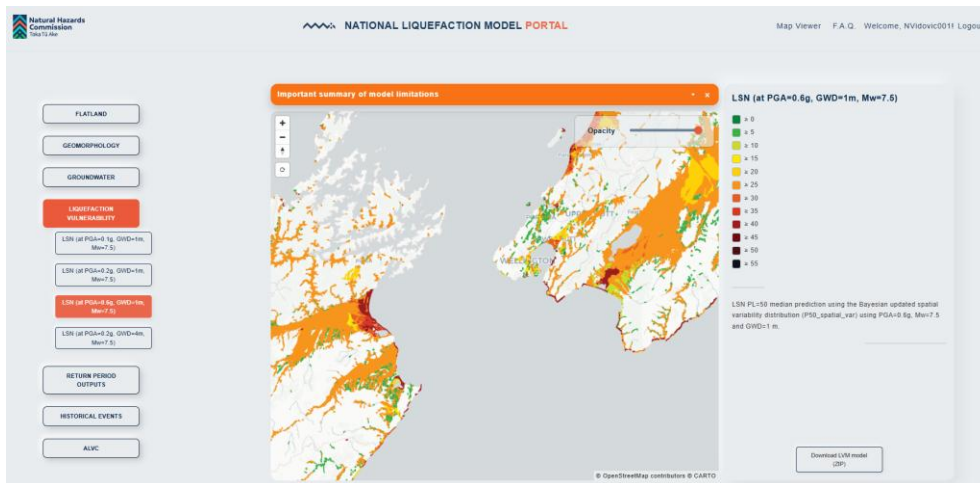 Natural Hazards
Commission
Toka Tū Ake
NATIONAL LIQUEFACTION MODEL PORTAL
Map Viewer F.A.Q. Welcome, NVidovic001! Logout
FLATLAND
GEOMORPHOLOGY
GROUNDWATER
LIQUEFACTION
VULNERABILITY
LSN (at PGA=0.1g, GWD=1m,
Mw=7.5)
LSN (at PGA=0.2g, GWD=1m,
Mw=7.5)
LSN (at PGA=0.6g, GWD=1m,
Mw=7.5)
LSN (at PGA=0.2g, GWD=4m,
Mw=7.5)
RETURN PERIOD
OUTPUTS
HISTORICAL EVENTS
ALVC
Important summary of model limitations
Opacity
WELLINGTON
© OpenStreetMap contributors © CARTO
LSN (at PGA=0.6g, GWD=1m, Mw=7.5)
≥ 0
≥ 5
≥ 10
≥ 15
≥ 20
≥ 25
≥ 30
≥ 35
≥ 40
≥ 45
≥ 50
≥ 55
LSN PL=50 median prediction using the Bayesian updated spatial
variability distribution (P50_spatial_var) using PGA=0.6g, Mw=7.5
and GWD=1 m.
Download LVM model
(ZIP)